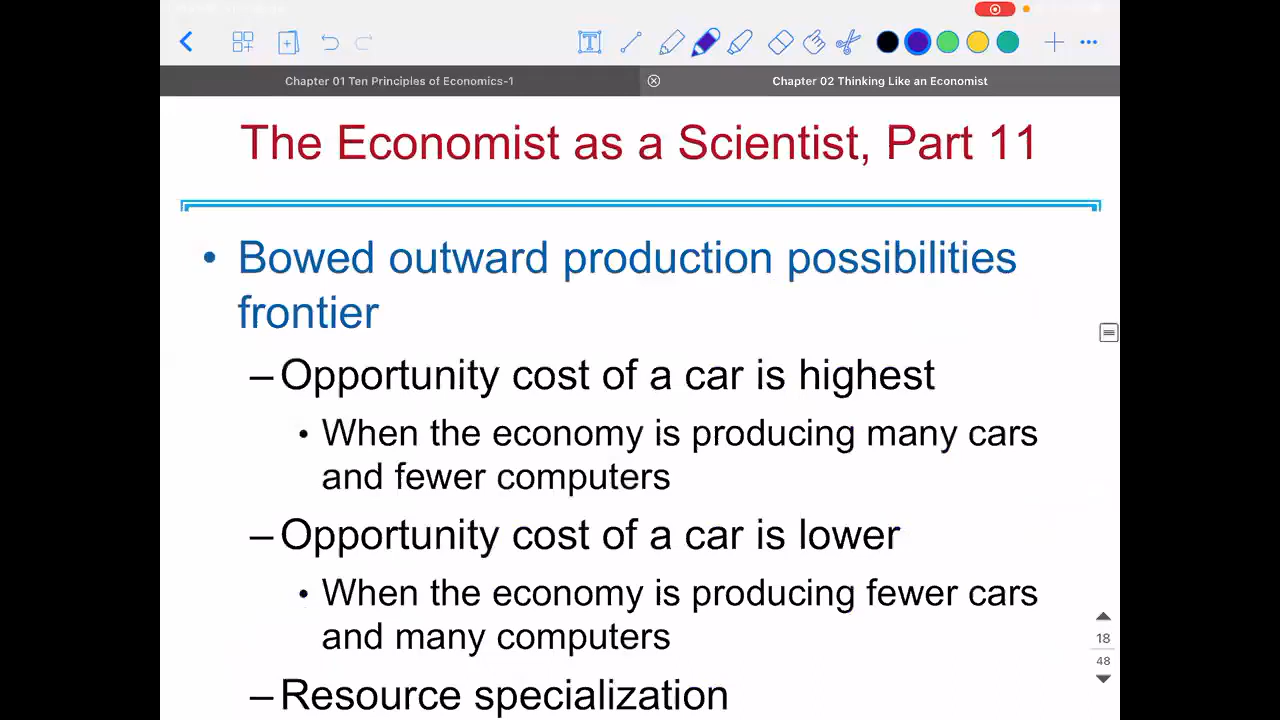 Chapter 01 Ten Principles of Economics-1
Chapter 02 Thinking Like an Economist
The Economist as a Scientist, Part 11
• Bowed outward production possibilities
frontier
– Opportunity cost of a car is highest
• When the economy is producing many cars
and fewer computers
– Opportunity cost of a car is lower
• When the economy is producing fewer cars
and many computers
– Resource specialization
18
48